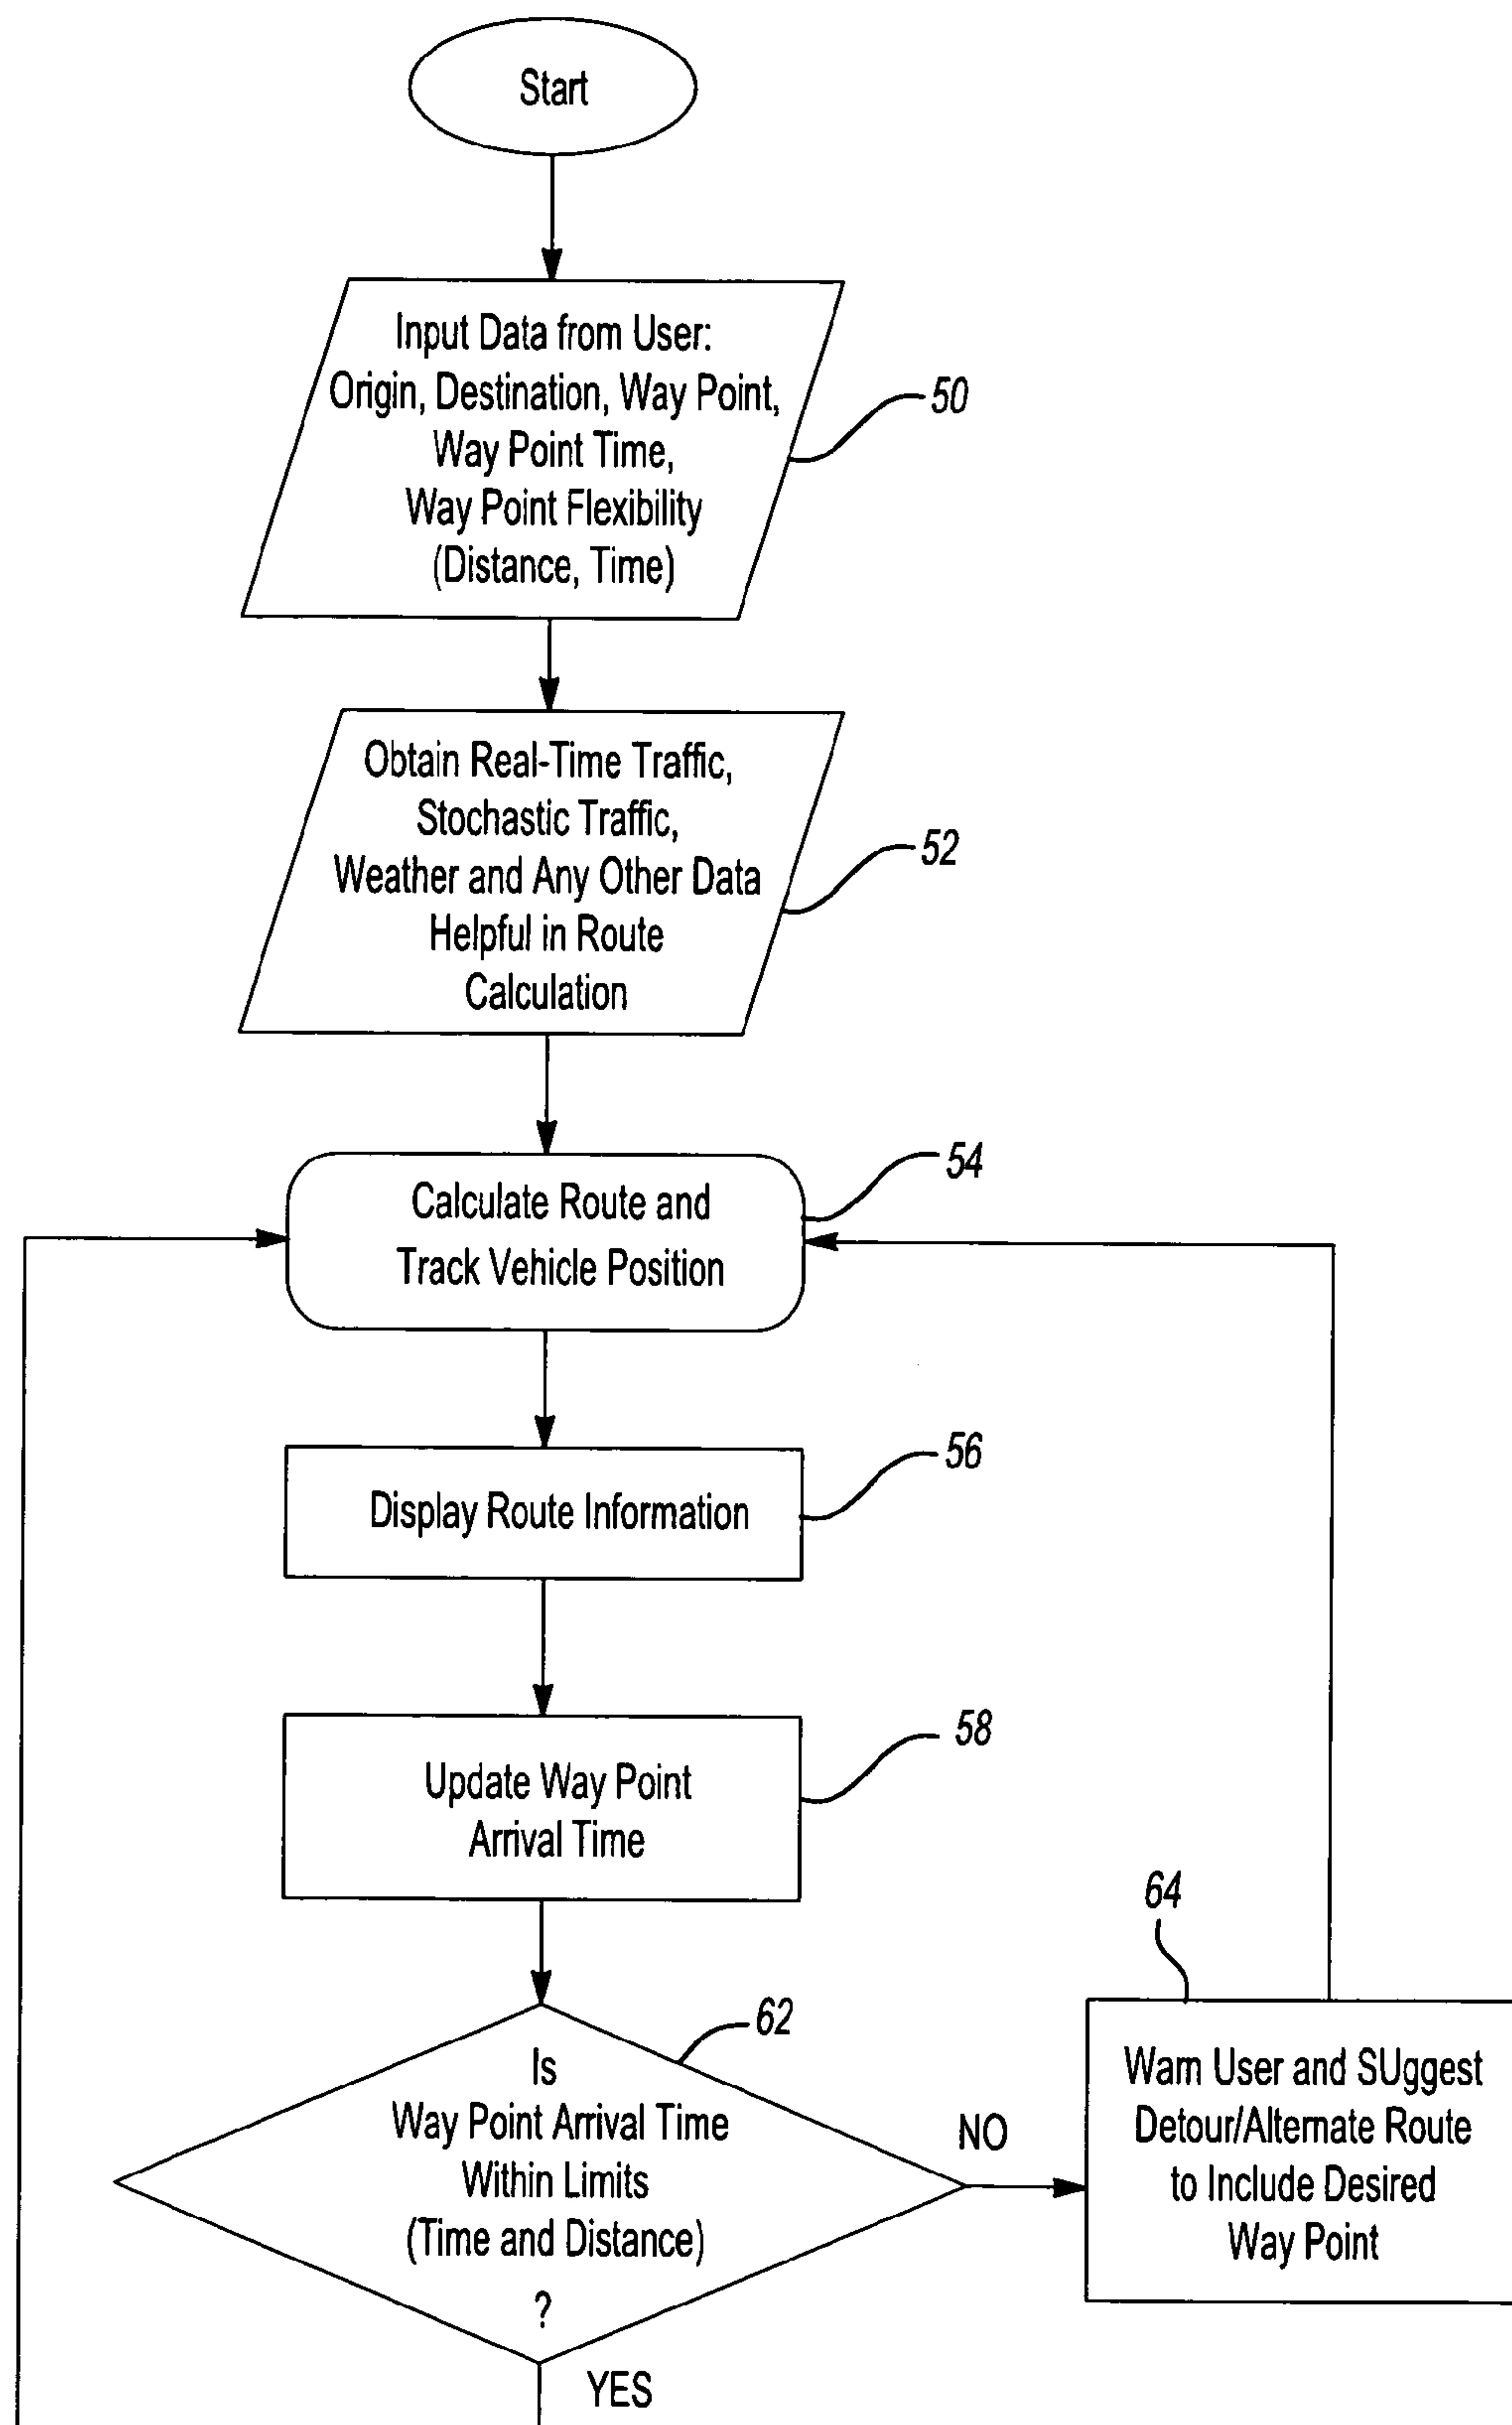 Start
Input Data from User:
Origin, Destination, Way Point,
Way Point Time,
Way Point Flexibility
(Distance, Time)
50
Obtain Real-Time Traffic,
Stochastic Traffic,
Weather and Any Other Data
Helpful in Route
Calculation
52
Calculate Route and
Track Vehicle Position
54
Display Route Information
56
Update Way Point
Arrival Time
58
Is
Way Point Arrival Time
Within Limits
(Time and Distance)
?
62
NO
YES
64
Warn User and SUggest
Detour/Alternate Route
to Include Desired
Way Point